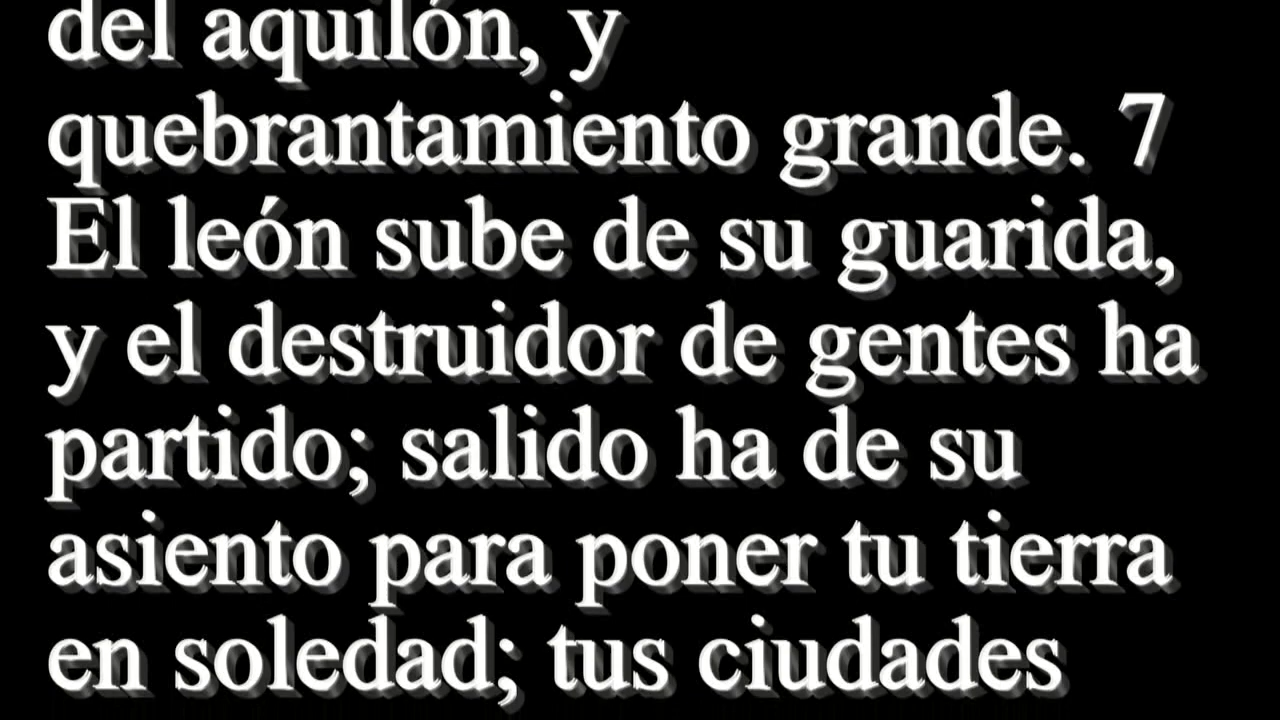 del aquilón, y
quebrantamiento grande. 7
El león sube de su guarida,
y el destruidor de gentes ha
partido; salido ha de su
asiento para poner tu tierra
en soledad; tus ciudades